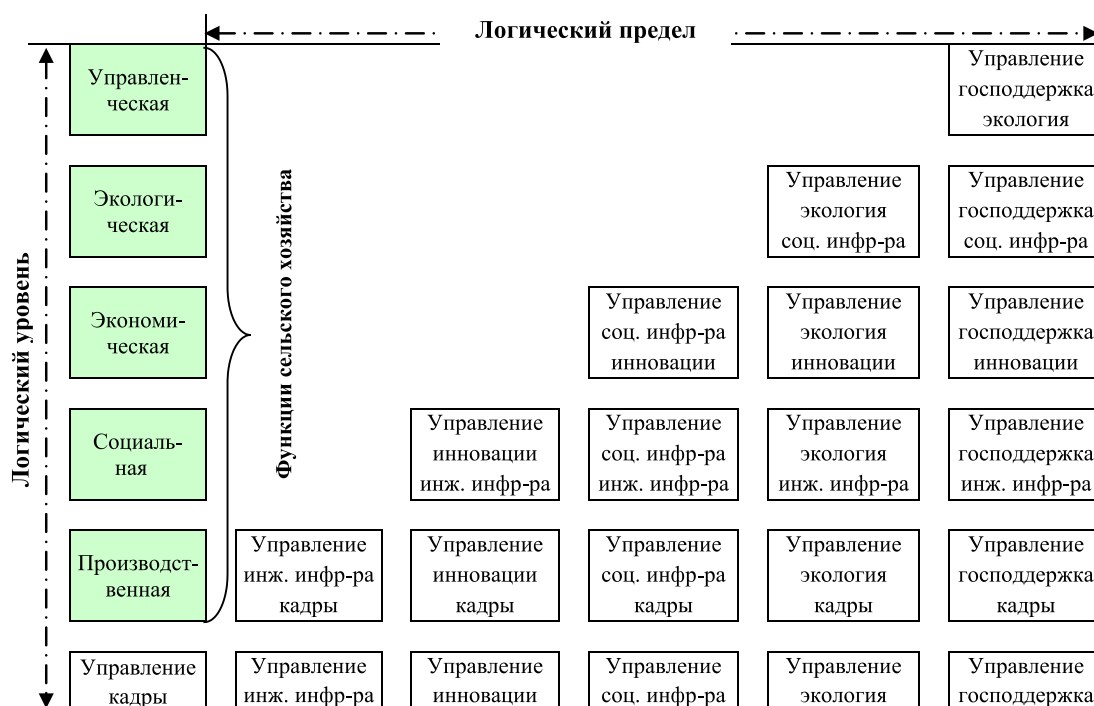 Логический предел
Логический уровень
Функции сельского хозяйства
Управлен-
ческая
Управление
господдержка
экология
Экологи-
ческая
Управление
экология
соц. инфр-ра
Управление
господдержка
соц. инфр-ра
Экономи-
ческая
Управление
соц. инфр-ра
инновации
Управление
экология
инновации
Управление
господдержка
инновации
Социаль-
ная
Управление
инновации
инж. инфр-ра
Управление
соц. инфр-ра
инж. инфр-ра
Управление
экология
инж. инфр-ра
Управление
господдержка
инж. инфр-ра
Производст-
венная
Управление
инж. инфр-ра
кадры
Управление
инновации
кадры
Управление
соц. инфр-ра
кадры
Управление
экология
кадры
Управление
господдержка
кадры
Управление
кадры
Управление
инж. инфр-ра
Управление
инновации
Управление
соц. инфр-ра
Управление
экология
Управление
господдержка